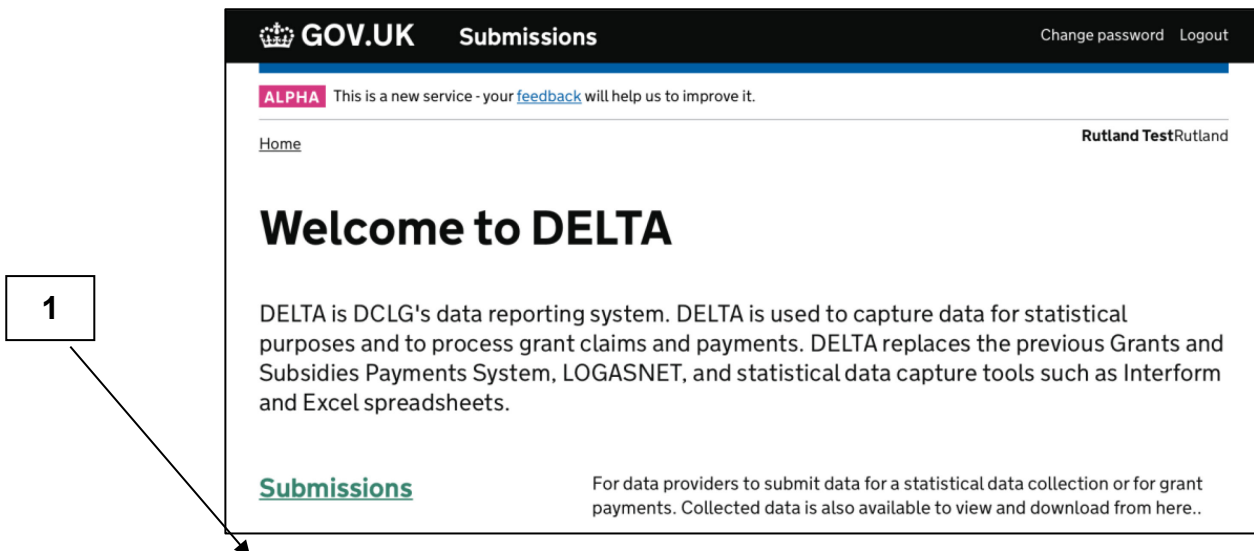 GOV.UK Submissions Change password Logout
ALPHA This is a new service - your feedback will help us to improve it.
Home Rutland TestRutland
Welcome to DELTA
1
DELTA is DCLG's data reporting system. DELTA is used to capture data for statistical
purposes and to process grant claims and payments. DELTA replaces the previous Grants and
Subsidies Payments System, LOGASNET, and statistical data capture tools such as Interform
and Excel spreadsheets.
Submissions
For data providers to submit data for a statistical data collection or for grant
payments. Collected data is also available to view and download from here..